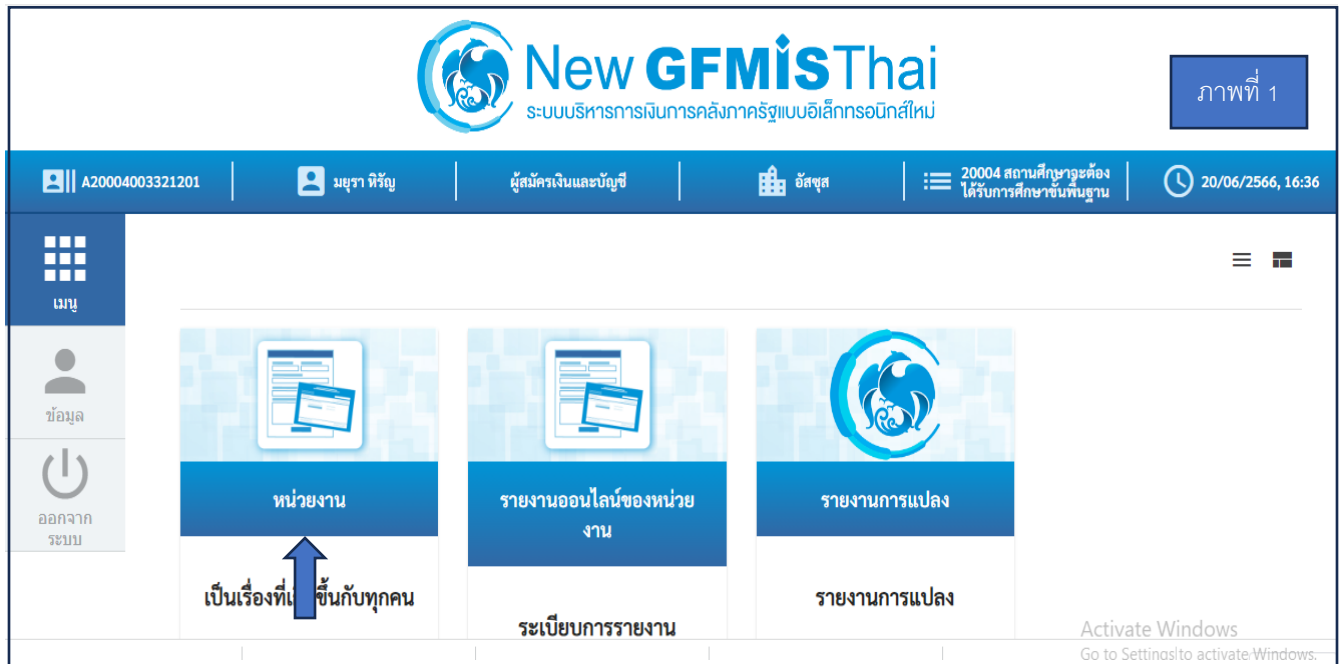 New GFMIS Thai
ระบบบริหารการเงินการคลังภาครัฐแบบอิเล็กทรอนิกส์ใหม่
ภาพที่ 1
A20004003321201
มยุรา หิรัญ
ผู้สมัครเงินและบัญชี
อัสซุส
20004 สถานศึกษาจะต้อง
ได้รับการศึกษาขั้นพื้นฐาน
20/06/2566, 16:36
เมนู
ข้อมูล
ออกจาก
ระบบ
หน่วยงาน
รายงานออนไลน์ของหน่วย
งาน
รายงานการแปลง
เป็นเรื่องที่ ขึ้นกับทุกคน
ระเบียบการรายงาน
รายงานการแปลง
Activate Windows
Go to Settings to activate Windows.